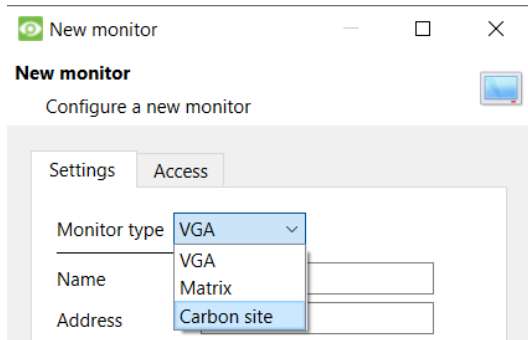 New monitor
New monitor
Configure a new monitor
Settings Access
Monitor type VGA
VGA
Name
Matrix
Address
Carbon site